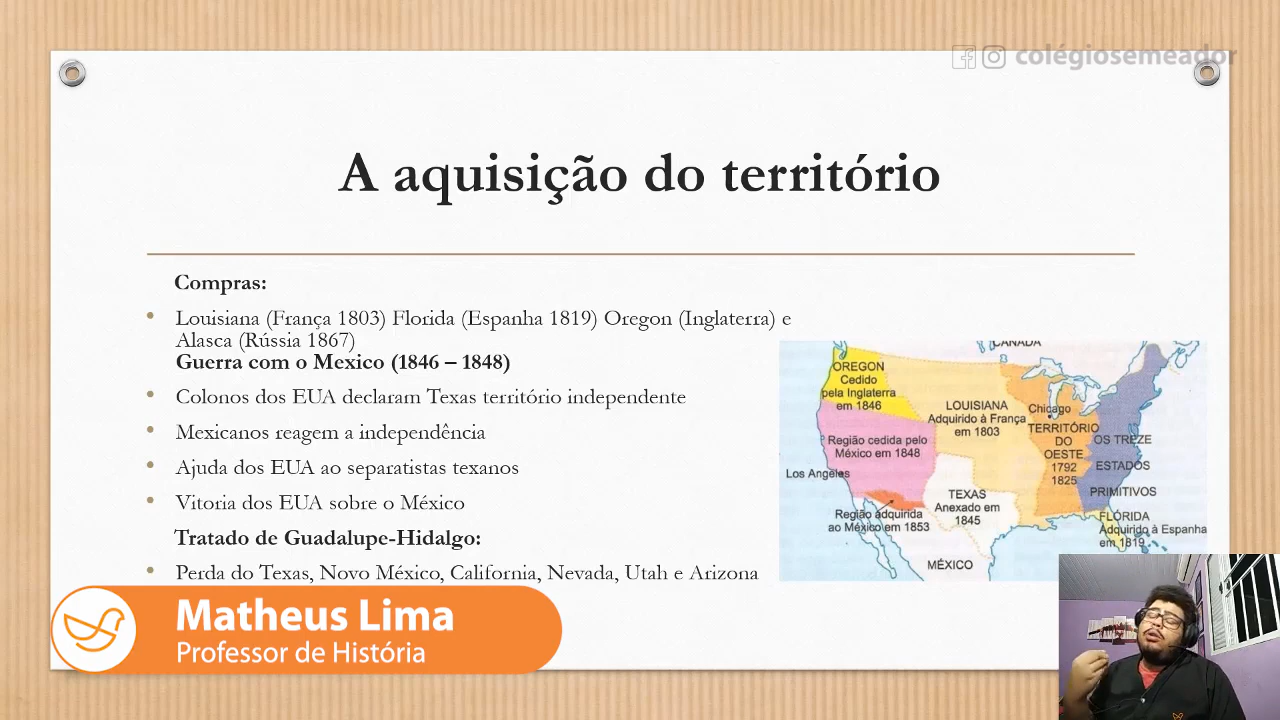 colégiosemeador
A aquisição do território
Compras:
Louisiana (França 1803) Florida (Espanha 1819) Oregon (Inglaterra) e
Alasca (Rússia 1867)
Guerra com o Mexico (1846 – 1848)
Colonos dos EUA declaram Texas território independente
Mexicanos reagem a independência
Ajuda dos EUA ao separatistas texanos
Vitoria dos EUA sobre o México
Tratado de Guadalupe-Hidalgo:
Perda do Texas, Novo México, California, Nevada, Utah e Arizona
CANADA
OREGON
Cedido
pela Inglaterra
em 1846
LOUISIANA
Adquirido à França
em 1803
Chicago
TERRITÓRIO
DO
OESTE
1792
1825
OS TREZE
ESTADOS
PRIMITIVOS
Região cedida pelo
México em 1848
Los Angeles
TEXAS
Anexado em
1845
Região adquirida
ao México em 1853
FLÓRIDA
Adquirido à Espanha
em 1819
MÉXICO
Matheus Lima
Professor de História